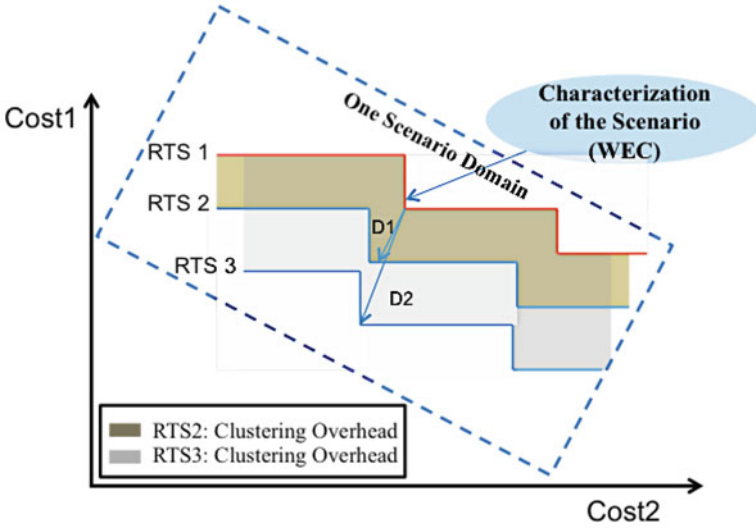 Characterization
of the Scenario
(WEC)
One Scenario Domain
Cost1
RTS 1
RTS 2
RTS 3
D1
D2
RTS2: Clustering Overhead
RTS3: Clustering Overhead
Cost2